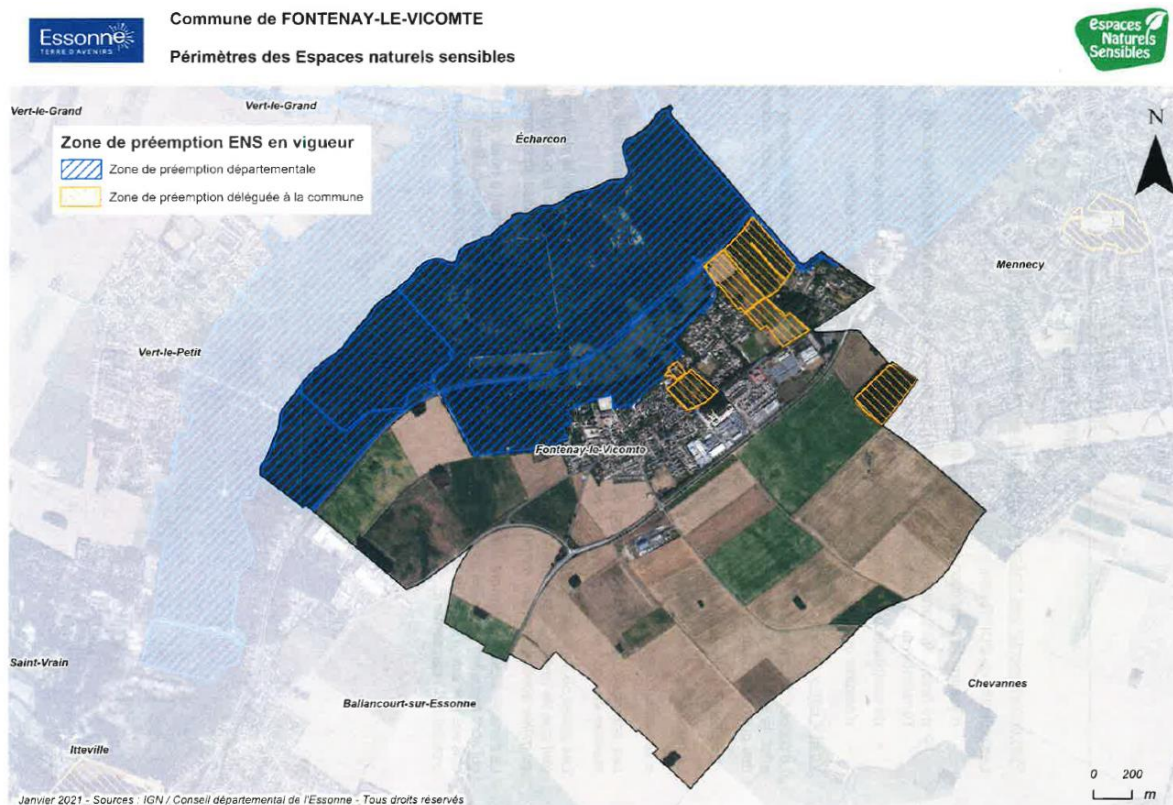 Essonne
TERRE D'AVENIRS
Commune de FONTENAY-LE-VICOMTE
Périmètres des Espaces naturels sensibles
espaces
Naturels
Sensibles
Vert-le-Grand
Vert-le-Grand
Écharcon
N
Zone de préemption ENS en vigueur
Zone de préemption départementale
Zone de préemption déléguée à la commune
Mennecy
Vert-le-Petit
Fontenay-le-Vicomte
Saint-Vrain
Ballancourt-sur-Essonne
Chevannes
Itteville
0 200
m
Janvier 2021 - Sources : IGN / Conseil départemental de l'Essonne - Tous droits réservés